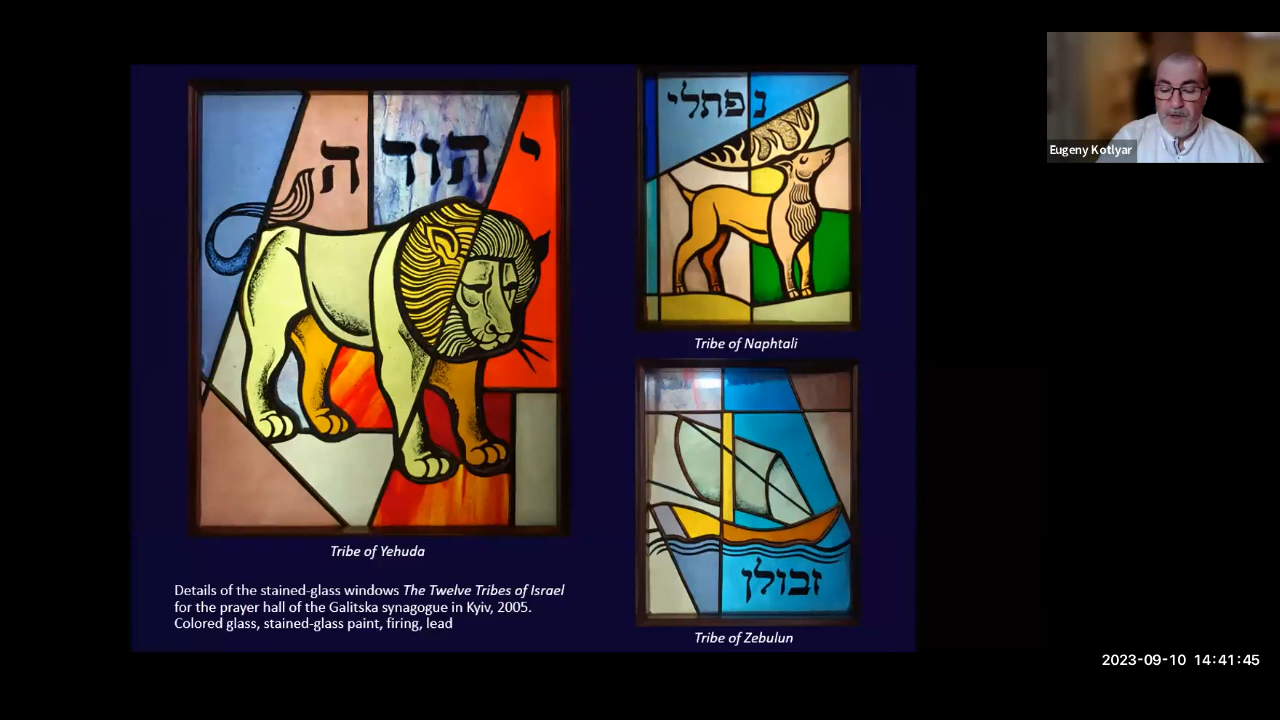 יהודה
Tribe of Yehuda
Details of the stained-glass windows The Twelve Tribes of Israel
for the prayer hall of the Galitska synagogue in Kyiv, 2005.
Colored glass, stained-glass paint, firing, lead
נפתלי
Tribe of Naphtali
זבולן
Tribe of Zebulun
Eugeny Kotlyar
2023-09-10 14:41:45